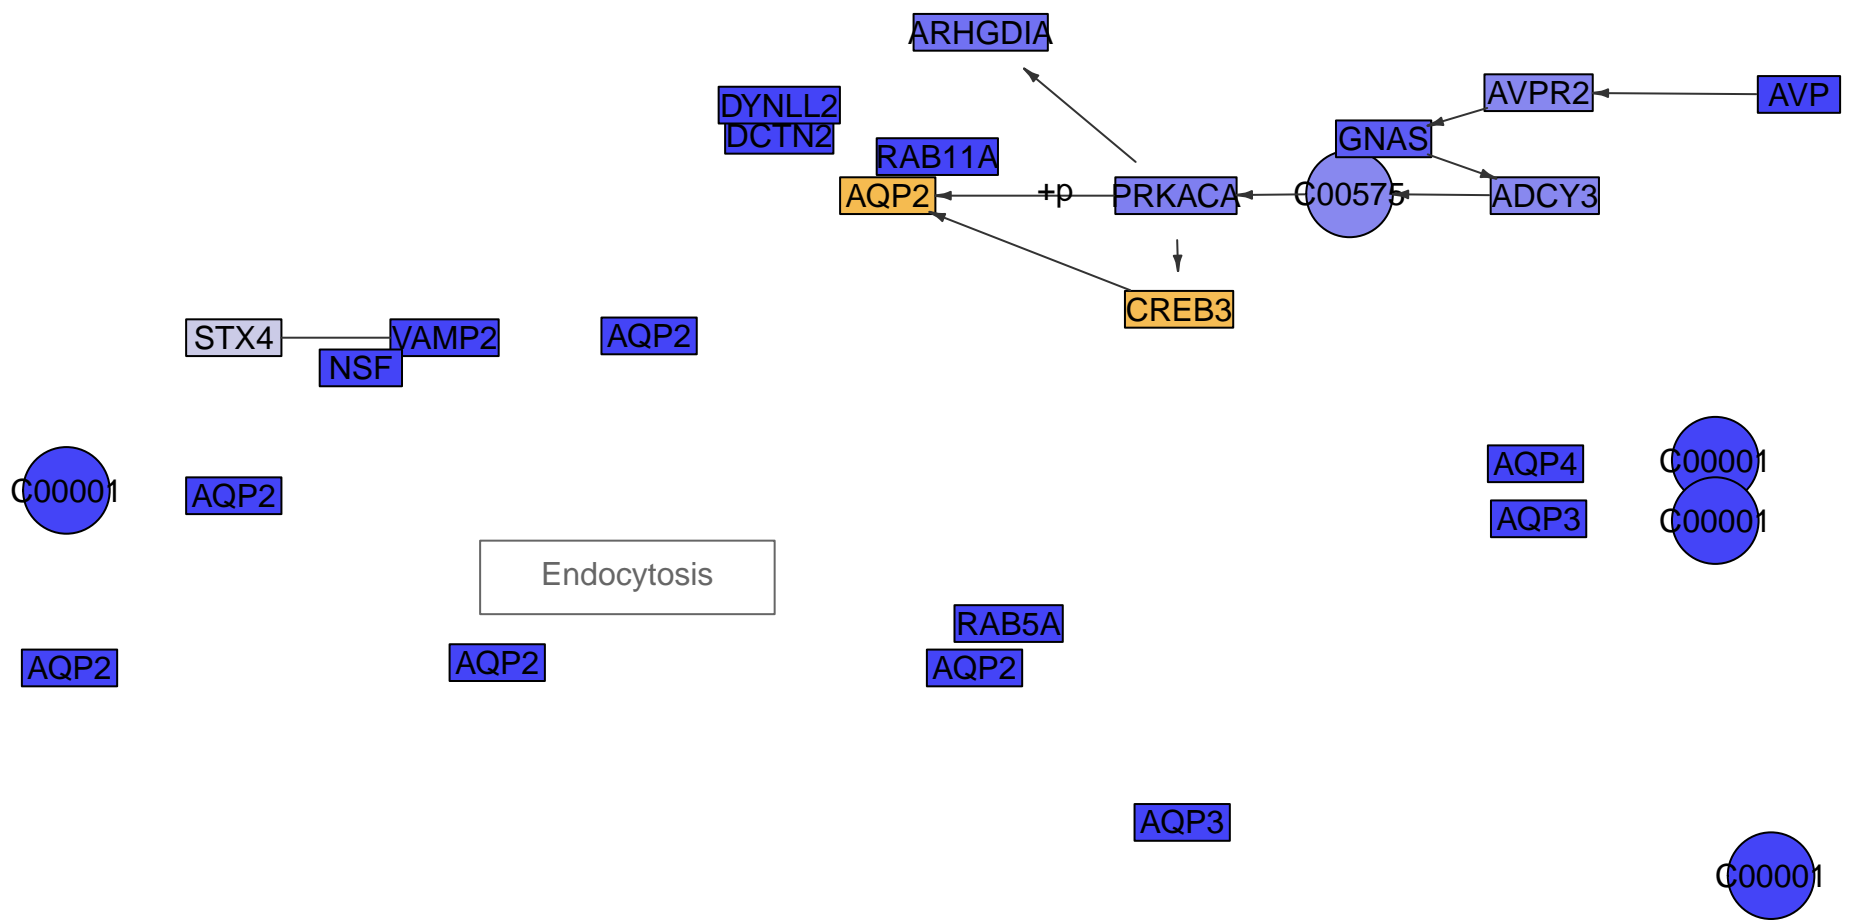 ARHGDIA
AVPR2
AVP
DYNLL2
DCTN2
GNAS
RAB11A
AQP2
+p
PRKACA
C00575
ADCY3
CREB3
STX4
VAMP2
AQP2
NSF
C00001
AQP2
AQP4
C00001
AQP3
C00001
Endocytosis
RAB5A
AQP2
AQP2
AQP2
AQP3
C00001